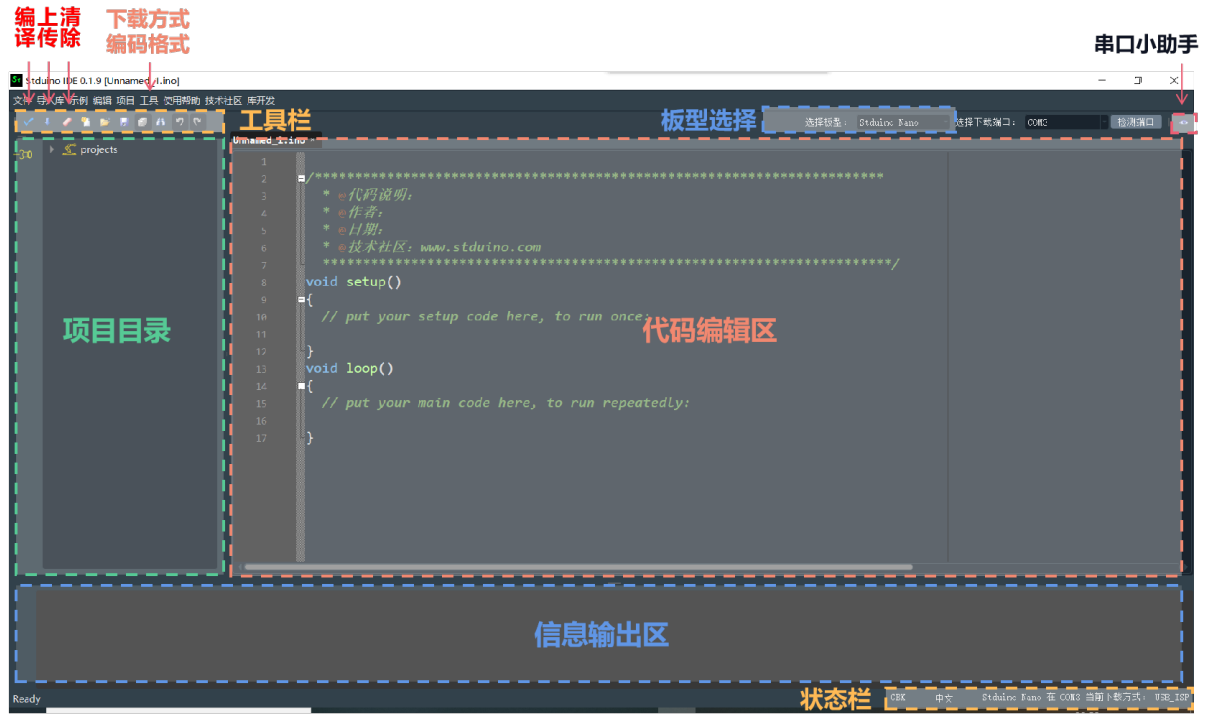 编上清
译传除
下载方式
编码格式
串口小助手
Stduino IDE 0.1.9 [Unnamed_1.ino]
文件 导入库 示例 编辑 项目 工具 使用帮助 技术社区 库开发
工具栏
板型选择
选择板型： Stduino Nano
选择下载端口： COM3 检测端口
projects
Unnamed_1.ino
1
2 /***********************************************************************
3 * @代码说明：
4 * @作者：
5 * @日期：
6 * @技术社区：www.stduino.com
7 ***********************************************************************/
8 void setup()
9 {
10 // put your setup code here, to run once:
11
12 }
13 void loop()
14 {
15 // put your main code here, to run repeatedly:
16
17 }
项目目录
代码编辑区
信息输出区
Ready
状态栏
GBK 中文 Stduino Nano 在 COM3 当前下载方式： USB_ISP